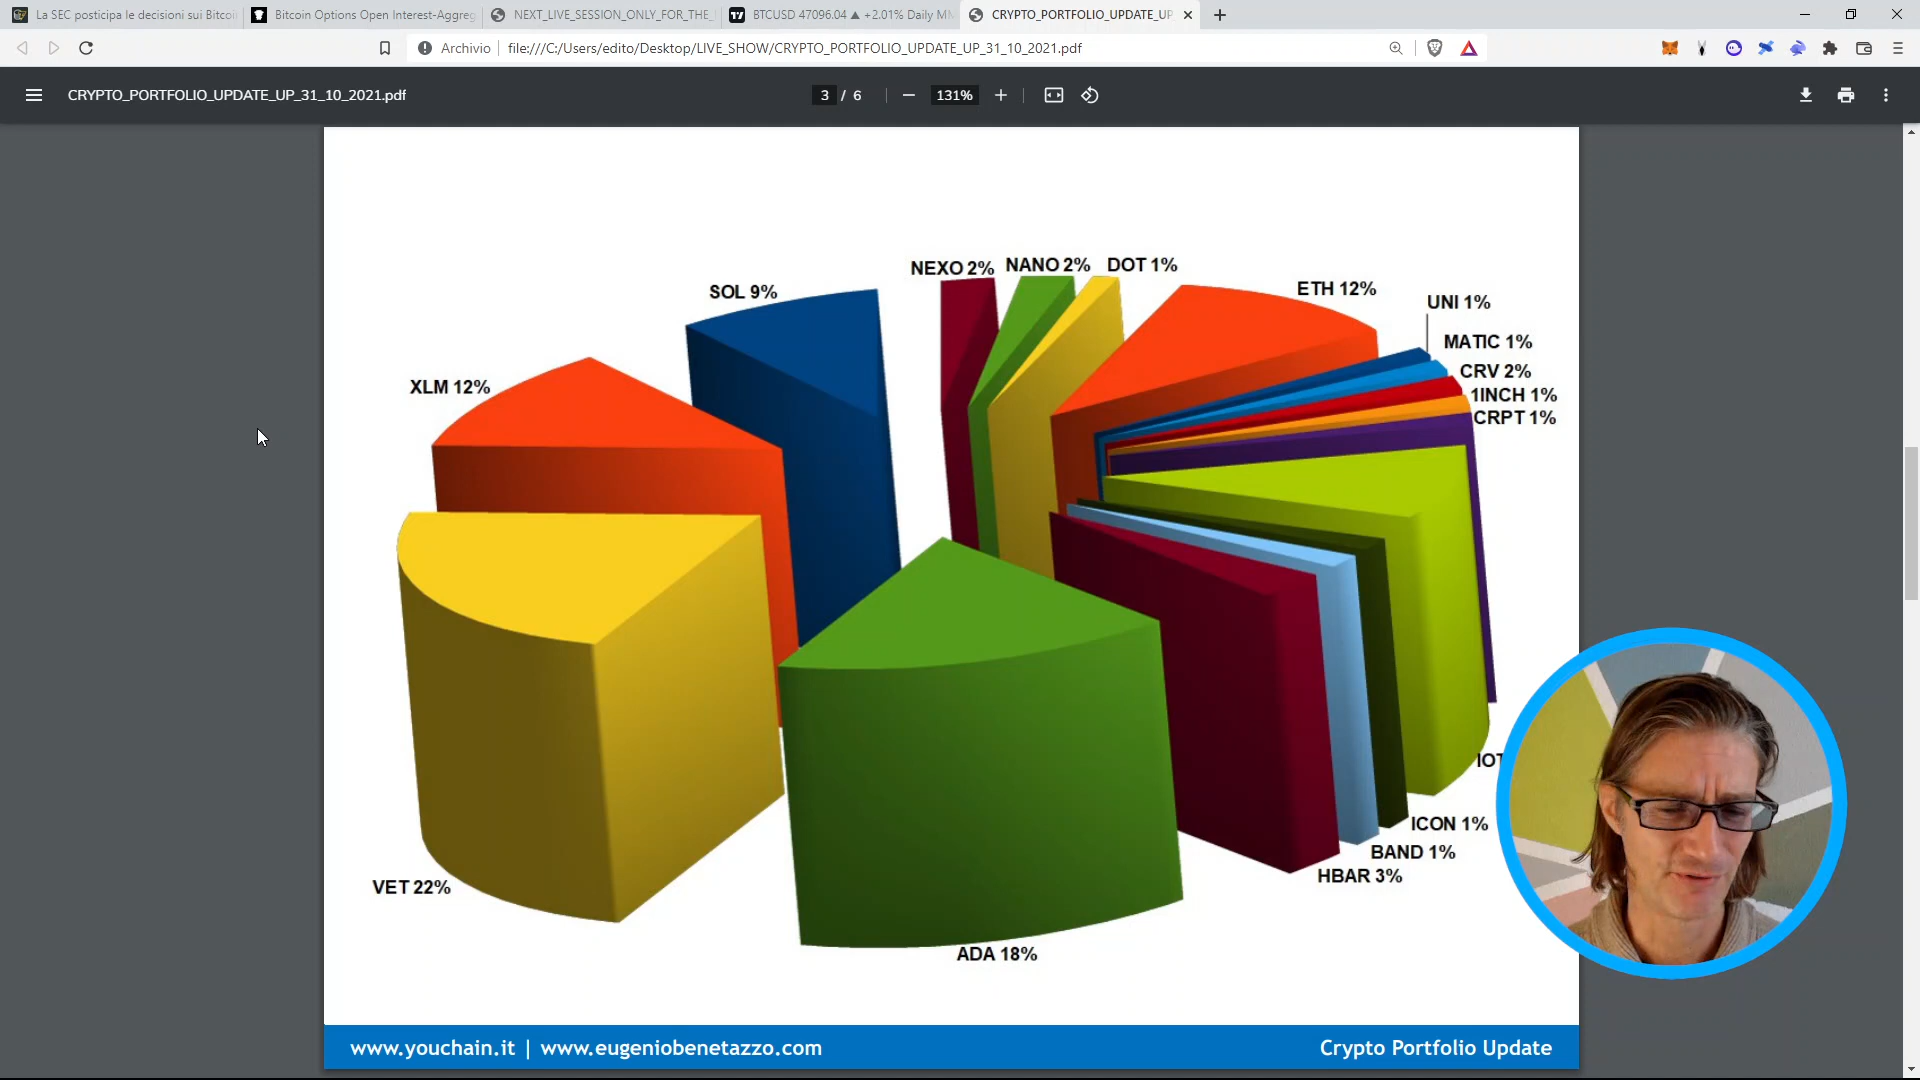 La SEC posticipa le decisioni sui Bitcoi
Bitcoin Options Open Interest-Aggreg
NEXT_LIVE_SESSION_ONLY_FOR_THE_
BTCUSD 47096.04 ▲ +2.01% Daily
CRYPTO_PORTFOLIO_UPDATE_UP_
Archivio
file:///C:/Users/edito/Desktop/LIVE_SHOW/CRYPTO_PORTFOLIO_UPDATE_UP_31_10_2021.pdf
CRYPTO_PORTFOLIO_UPDATE_UP_31_10_2021.pdf
3 / 6
131%
NEXO 2%
NANO 2%
DOT 1%
SOL 9%
ETH 12%
UNI 1%
MATIC 1%
CRV 2%
XLM 12%
1INCH 1%
CRPT 1%
IOT
ICON 1%
BAND 1%
HBAR 3%
VET 22%
ADA 18%
www.youchain.it | www.eugeniobenetazzo.com
Crypto Portfolio Update